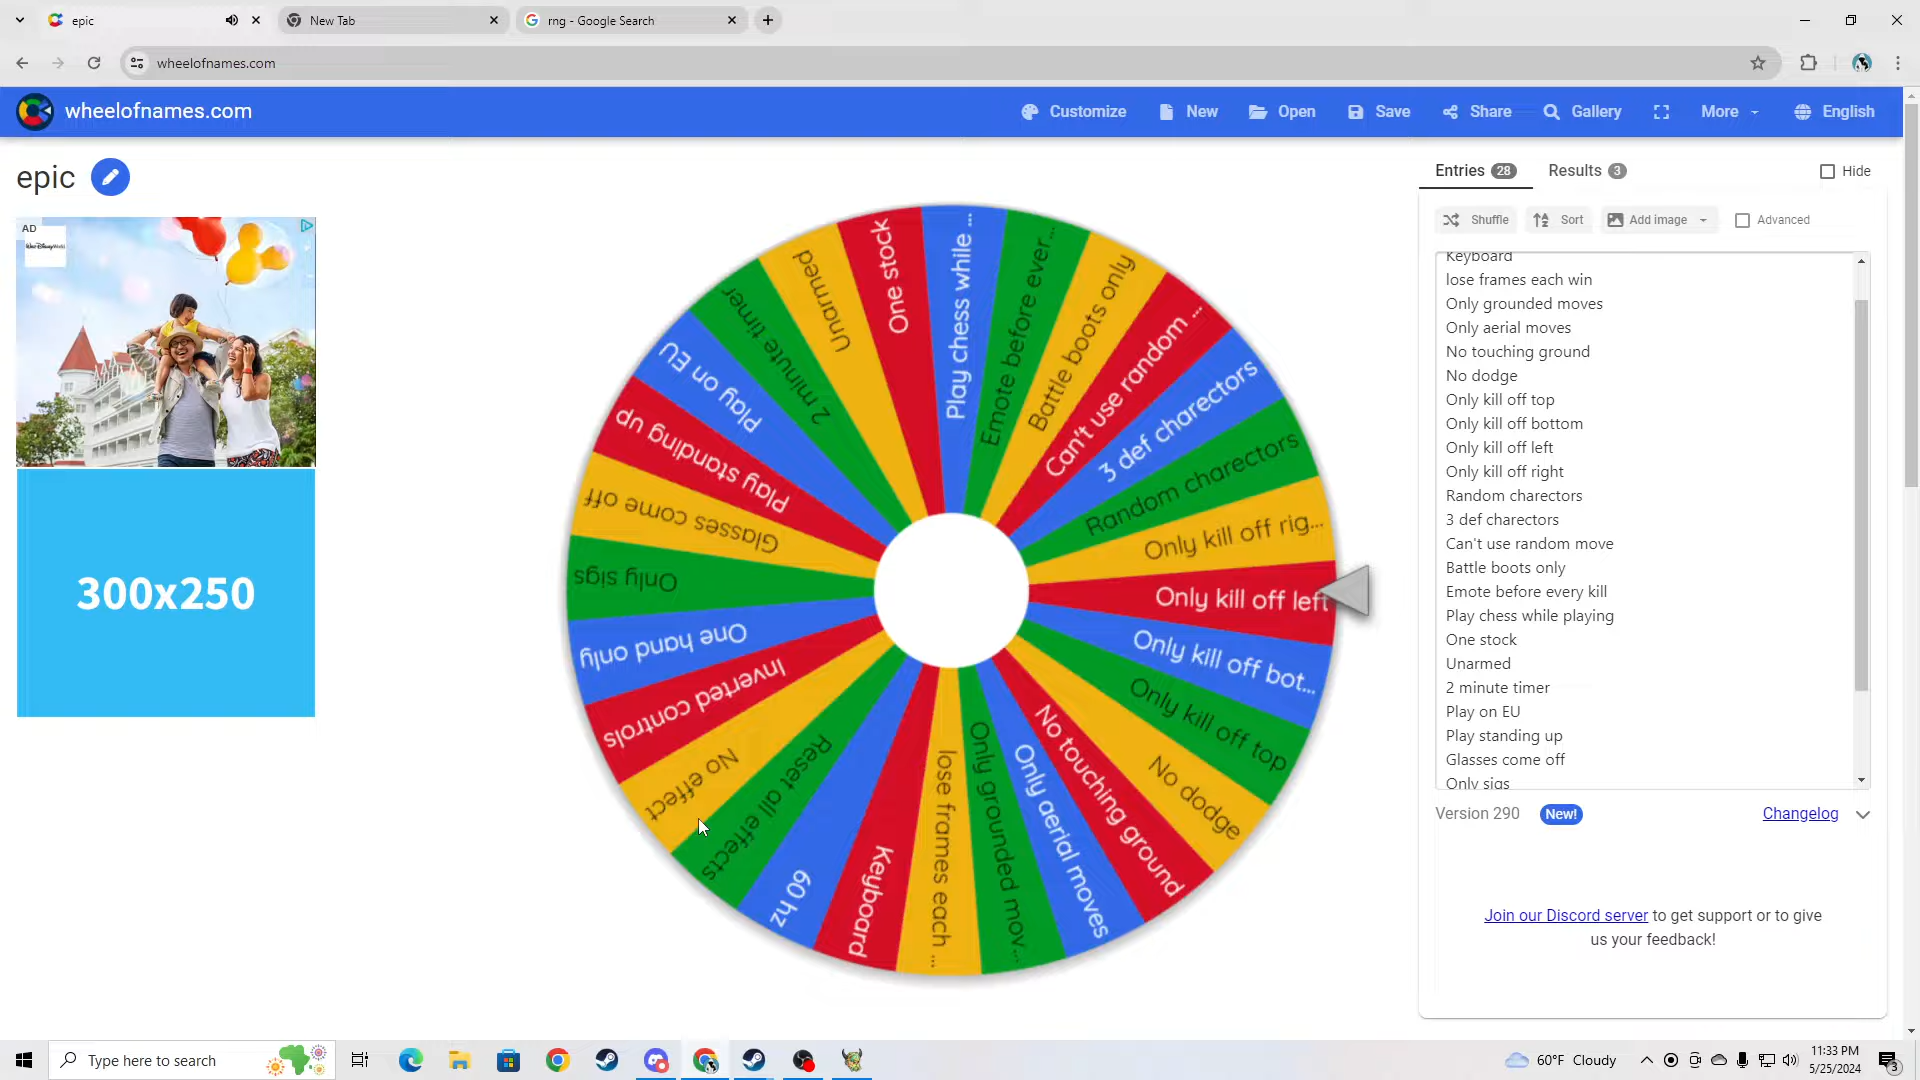 epic
New Tab
rng - Google Search
wheelofnames.com
wheelofnames.com
Customize
New
Open
Save
Share
Gallery
More
English
epic
AD
Walt Disney World
300x250
One stock
Play chess while ...
Emote before ever...
Battle boots only
Can't use random ...
3 def charectors
Random charectors
Only kill off rig...
Only kill off left
Only kill off bot...
Only kill off top
No dodge
No touching ground
Only aerial moves
Only grounded mov...
lose frames each ...
Keyboard
60 hz
Reset all effects
No effect
Inverted controls
One hand only
Only sigs
Glasses come off
Play standing up
Play on EU
2 minute timer
Unarmed
Entries 28
Results 3
Hide
Shuffle
Sort
Add image
Advanced
Keyboard
lose frames each win
Only grounded moves
Only aerial moves
No touching ground
No dodge
Only kill off top
Only kill off bottom
Only kill off left
Only kill off right
Random charectors
3 def charectors
Can't use random move
Battle boots only
Emote before every kill
Play chess while playing
One stock
Unarmed
2 minute timer
Play on EU
Play standing up
Glasses come off
Only sigs
Version 290
New!
Changelog
Join our Discord server to get support or to give
us your feedback!
Type here to search
60°F Cloudy
11:33 PM
5/25/2024
3